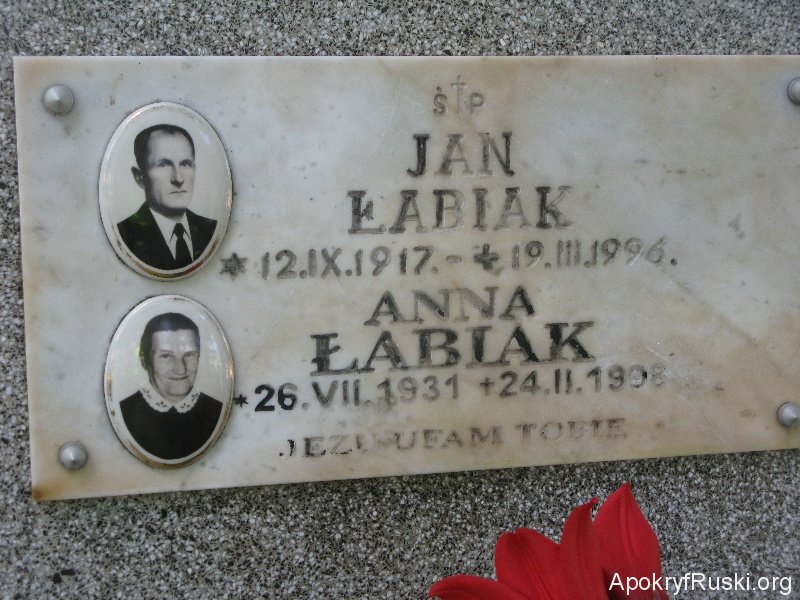 Ś†P
JAN
ŁABIAK
* 12.IX.1917. - + 19.III.1996.
ANNA
ŁABIAK
* 26.VII.1931 + 24.II.1998
JEZU UFAM TOBIE
ApokryfRuski.org